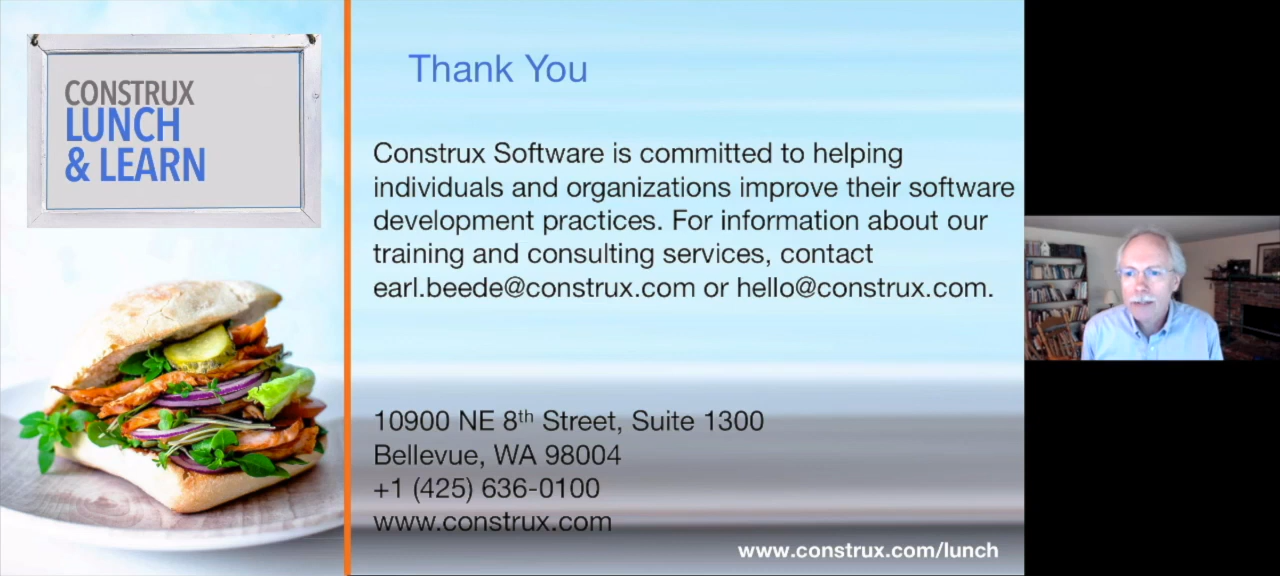 CONSTRUX
LUNCH
& LEARN
Thank You
Construx Software is committed to helping
individuals and organizations improve their software
development practices. For information about our
training and consulting services, contact
earl.beede@construx.com or hello@construx.com.
10900 NE 8th Street, Suite 1300
Bellevue, WA 98004
+1 (425) 636-0100
www.construx.com
www.construx.com/lunch